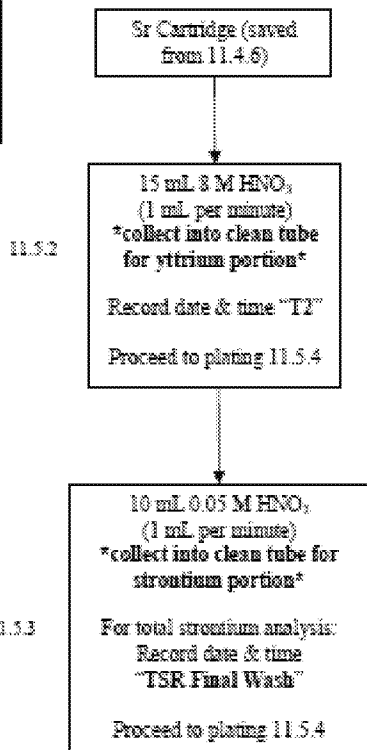 Sr Cartridge (saved
from 11.4.6)
11.5.2
15 mL 8 M HNO₃
(1 mL per minute)
*collect into clean tube
for yttrium portion*
Record date & time "T2"
Proceed to plating 11.5.4
1.5.3
10 mL 0.05 M HNO₃
(1 mL per minute)
*collect into clean tube for
strontium portion*
For total strontium analysis:
Record date & time
"TSR Final Wash"
Proceed to plating 11.5.4